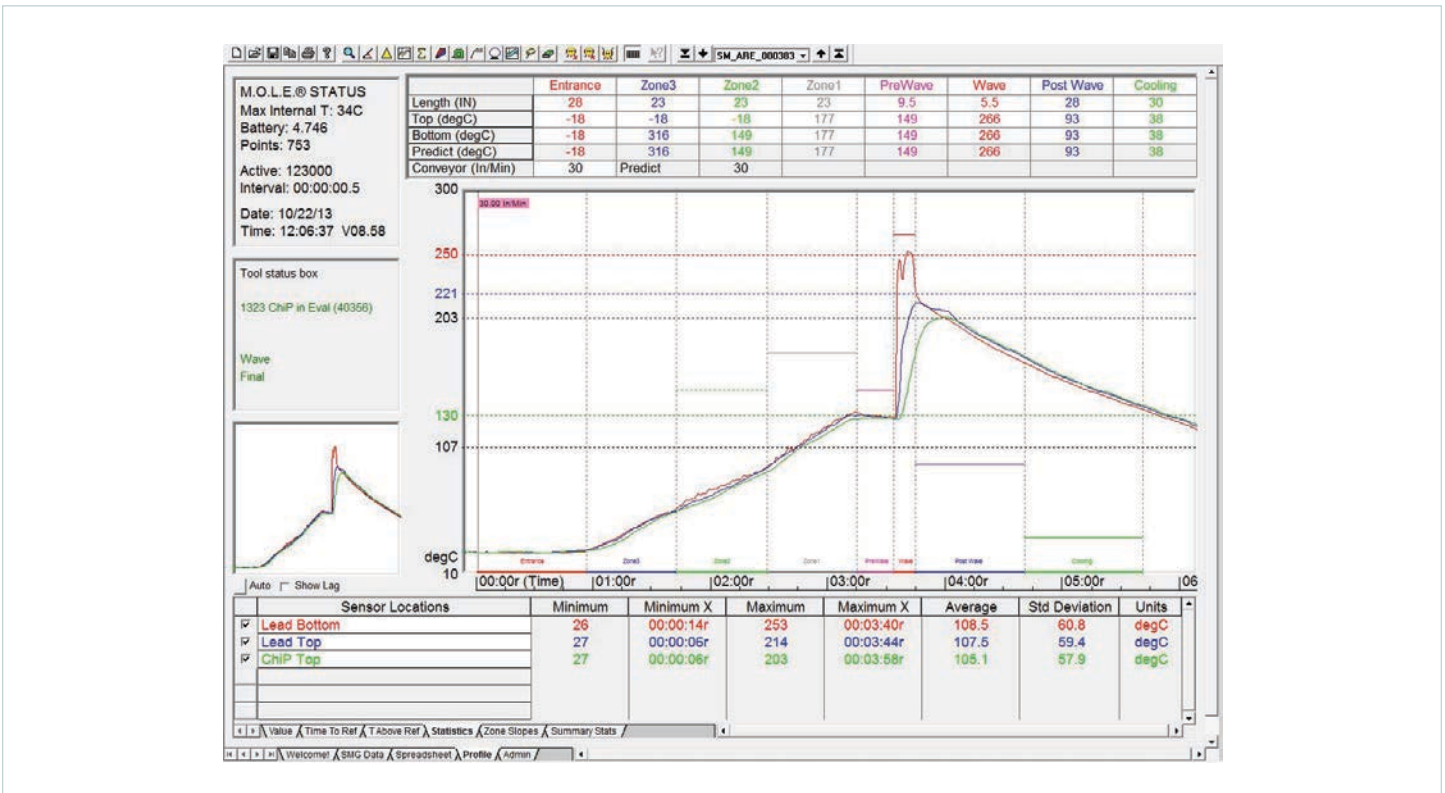 SM_ARE_000383
M.O.L.E.® STATUS
Max Internal T: 34C
Battery: 4.746
Points: 753
Active: 123000
Interval: 00:00:00.5
Date: 10/22/13
Time: 12:06:37 V08.58
Entrance Zone3 Zone2 Zone1 PreWave Wave Post Wave Cooling
Length (IN) 28 23 23 23 9.5 5.5 28 30
Top (degC) -18 -18 -18 177 149 266 93 38
Bottom (degC) -18 316 149 177 149 266 93 38
Predict (degC) -18 316 149 177 149 266 93 38
Conveyor (In/Min) 30 Predict 30
Tool status box
1323 ChiP in Eval (40356)
Wave
Final
300
30.00 In/Min
250
221
203
130
107
degC
10
Entrance Zone3 Zone2 Zone1 PreWave Wave Post Wave Cooling
00:00r (Time) 01:00r 02:00r 03:00r 04:00r 05:00r 06
Auto Show Lag
Sensor Locations Minimum Minimum X Maximum Maximum X Average Std Deviation Units
Lead Bottom 26 00:00:14r 253 00:03:40r 108.5 60.8 degC
Lead Top 27 00:00:06r 214 00:03:44r 107.5 59.4 degC
ChiP Top 27 00:00:06r 203 00:03:58r 105.1 57.9 degC
Value Time To Ref T Above Ref Statistics Zone Slopes Summary Stats
Welcome! SMG Data Spreadsheet Profile Admin